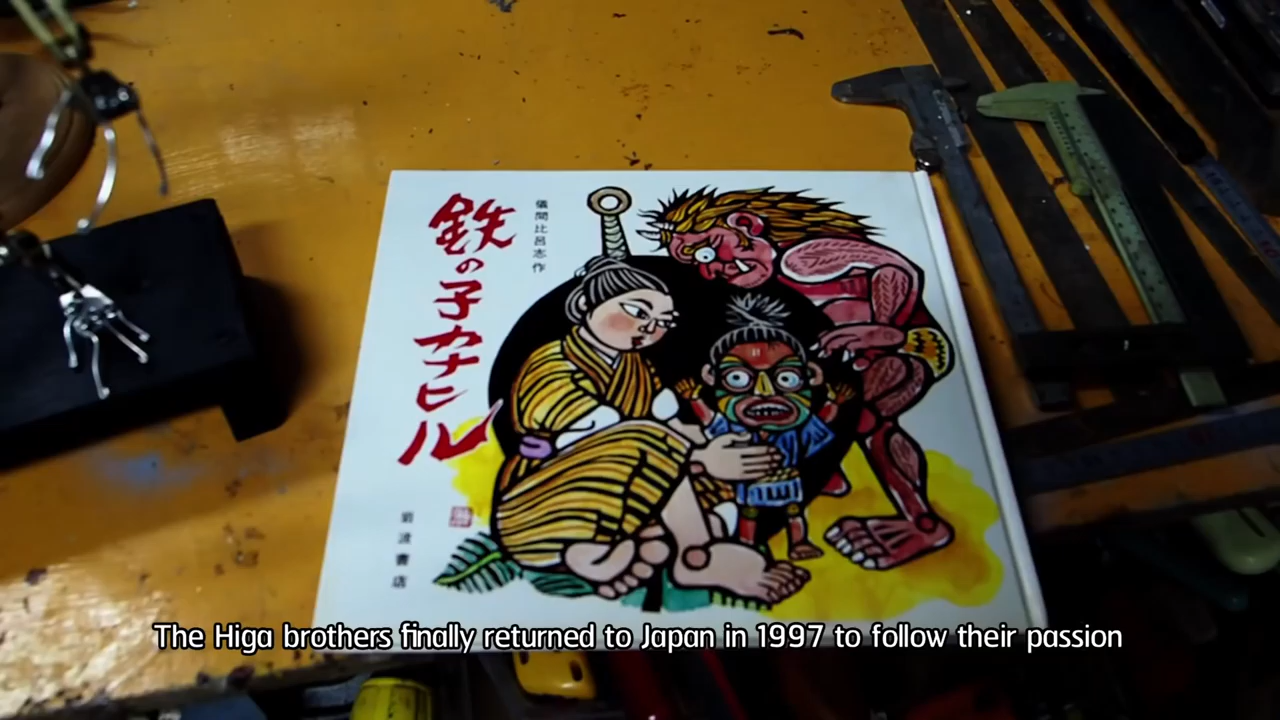 鉄の子カナヒル
儀間比呂志作
岩波書店
The Higa brothers finally returned to Japan in 1997 to follow their passion